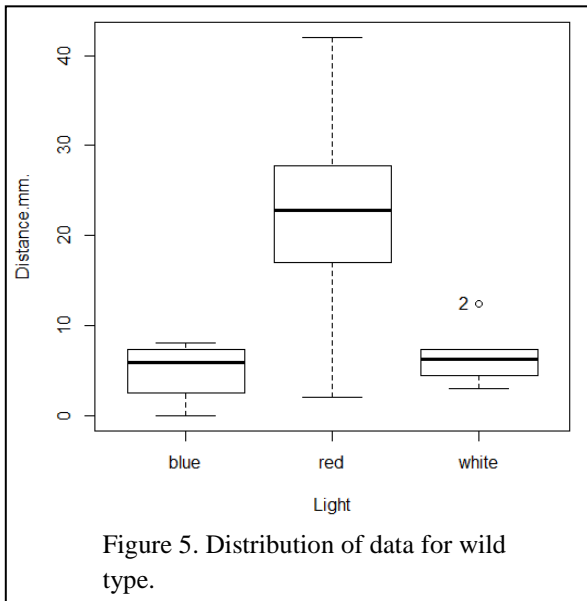 Distance.mm.
40
30
20
10
0
2
blue red white
Light
Figure 5. Distribution of data for wild
type.